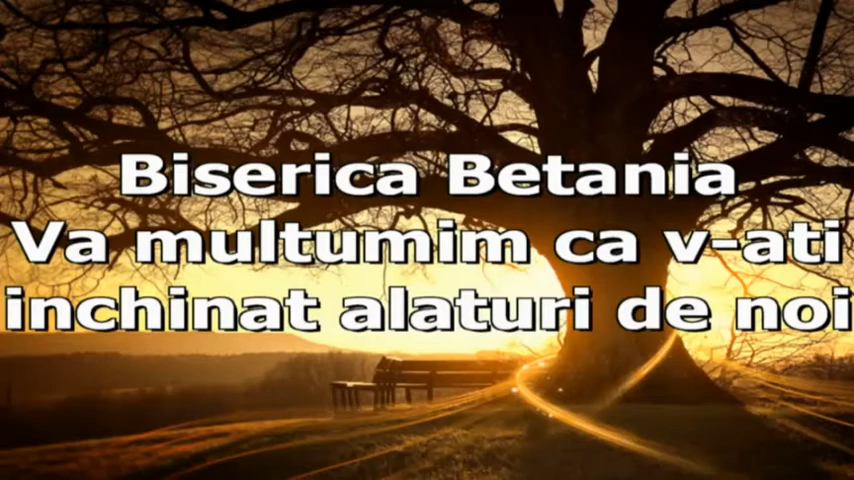 Biserica Betania
Va multumim ca v-ati
inchinat alaturi de noi